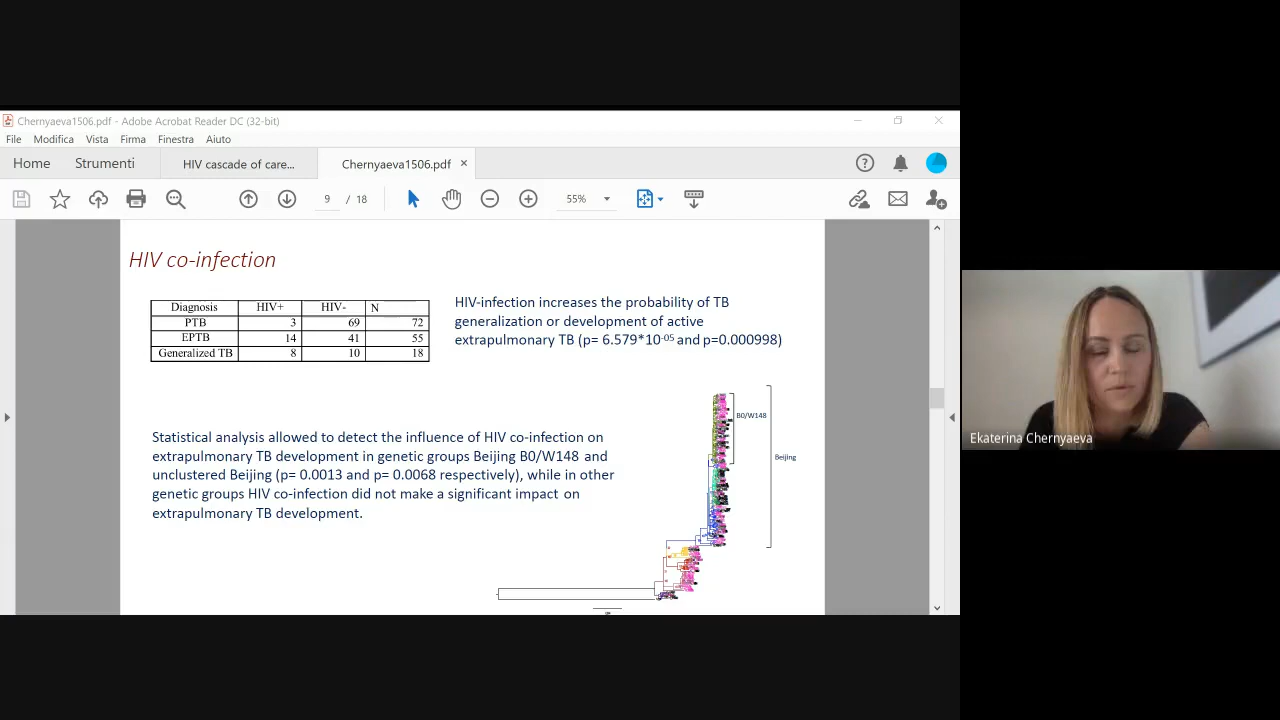 Chernyaeva1506.pdf - Adobe Acrobat Reader DC (32-bit)
File Modifica Vista Firma Finestra Aiuto
Home Strumenti HIV cascade of care... Chernyaeva1506.pdf ×
9 / 18 55%
HIV co-infection
Diagnosis HIV+ HIV- N
PTB 3 69 72
EPTB 14 41 55
Generalized TB 8 10 18
HIV-infection increases the probability of TB
generalization or development of active
extrapulmonary TB (p= 6.579*10-05 and p=0.000998)
Statistical analysis allowed to detect the influence of HIV co-infection on
extrapulmonary TB development in genetic groups Beijing B0/W148 and
unclustered Beijing (p= 0.0013 and p= 0.0068 respectively), while in other
genetic groups HIV co-infection did not make a significant impact on
extrapulmonary TB development.
B0/W148
Beijing
Ekaterina Chernyaeva